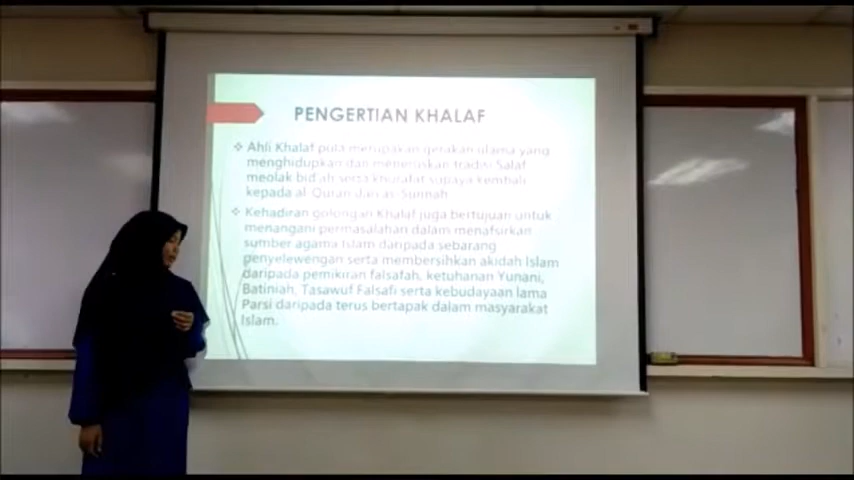 PENGERTIAN KHALAF
Ahli Khalaf pula merupakan gerakan ulama yang
menghidupkan dan meneruskan tradisi Salaf
meolak bid'ah serta khurafat supaya kembali
kepada al-Quran dan as-Sunnah
Kehadiran golongan Khalaf juga bertujuan untuk
menangani permasalahan dalam menafsirkan
sumber agama Islam daripada sebarang
penyelewengan serta membersihkan akidah Islam
daripada pemikiran falsafah, ketuhanan Yunani,
Batiniah, Tasawuf Falsafi serta kebudayaan lama
Parsi daripada terus bertapak dalam masyarakat
Islam.